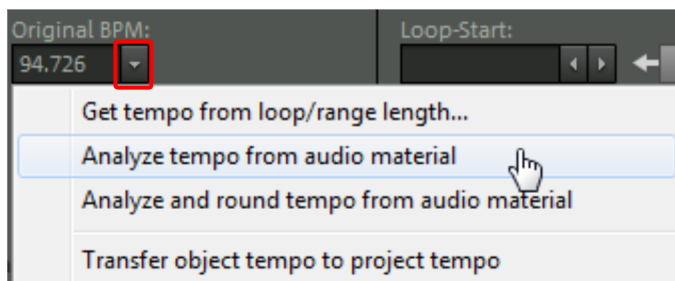 Original BPM:
Loop-Start:
94.726
Get tempo from loop/range length...
Analyze tempo from audio material
Analyze and round tempo from audio material
Transfer object tempo to project tempo